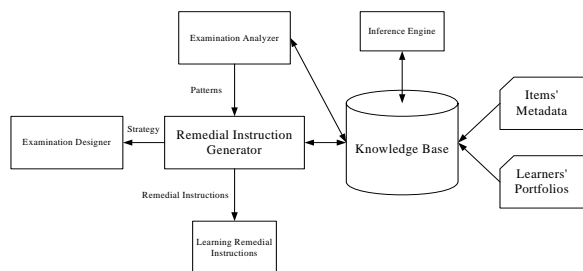 Examination Analyzer
Inference Engine
Patterns
Items'
Metadata
Examination Designer
Strategy
Remedial Instruction
Generator
Knowledge Base
Learners'
Portfolios
Remedial Instructions
Learning Remedial
Instructions